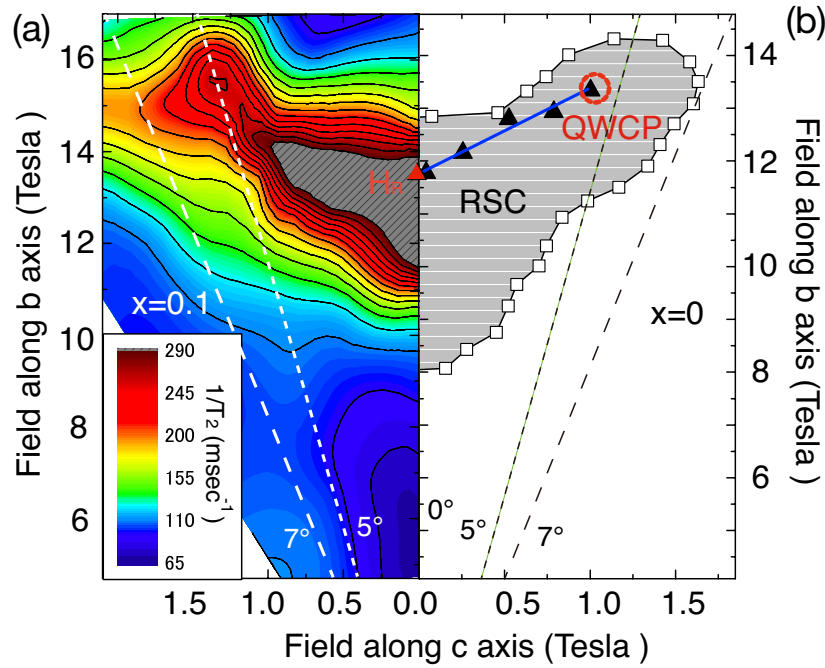 (a)
(b)
16
14
12
10
8
6
Field along b axis (Tesla)
x=0.1
290
245
200
155
110
65
1/T2 (msec-1)
7°
5°
1.5
1.0
0.5
0.0
QWCP
RSC
x=0
0°
5°
7°
0.5
1.0
1.5
14
12
10
8
6
Field along b axis (Tesla)
Field along c axis (Tesla )